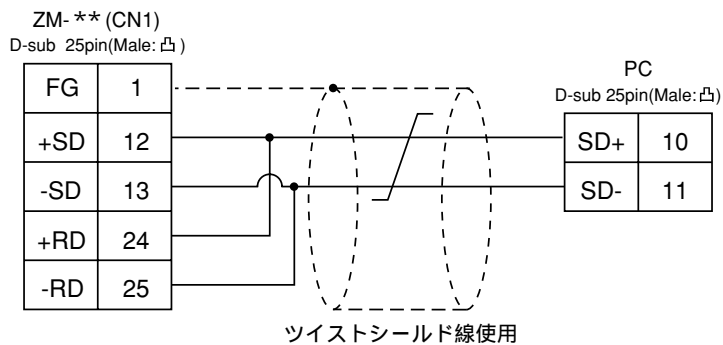 ZM-**(CN1)
D-sub 25pin(Male:凸)
FG 1
+SD 12
-SD 13
+RD 24
-RD 25
PC
D-sub 25pin(Male:凸)
SD+ 10
SD- 11
ツイストシールド線使用